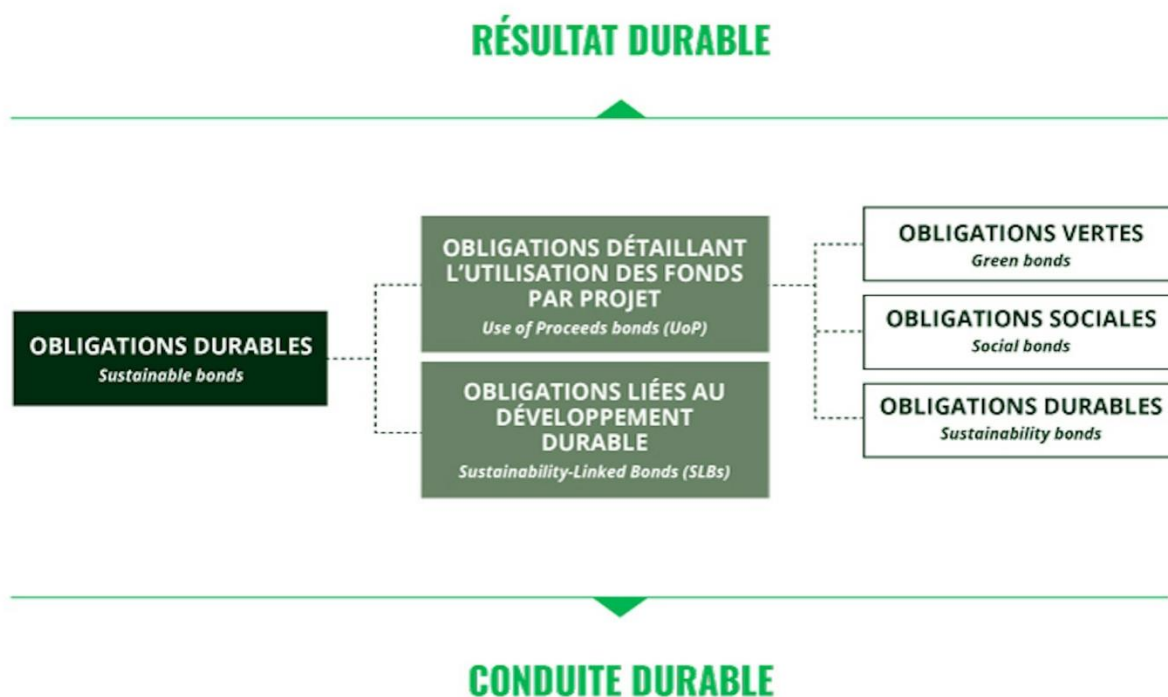 RÉSULTAT DURABLE
OBLIGATIONS DURABLES
Sustainable bonds
OBLIGATIONS DÉTAILLANT
L’UTILISATION DES FONDS
PAR PROJET
Use of Proceeds bonds (UoP)
OBLIGATIONS LIÉES AU
DÉVELOPPEMENT
DURABLE
Sustainability-Linked Bonds (SLBs)
OBLIGATIONS VERTES
Green bonds
OBLIGATIONS SOCIALES
Social bonds
OBLIGATIONS DURABLES
Sustainability bonds
CONDUITE DURABLE